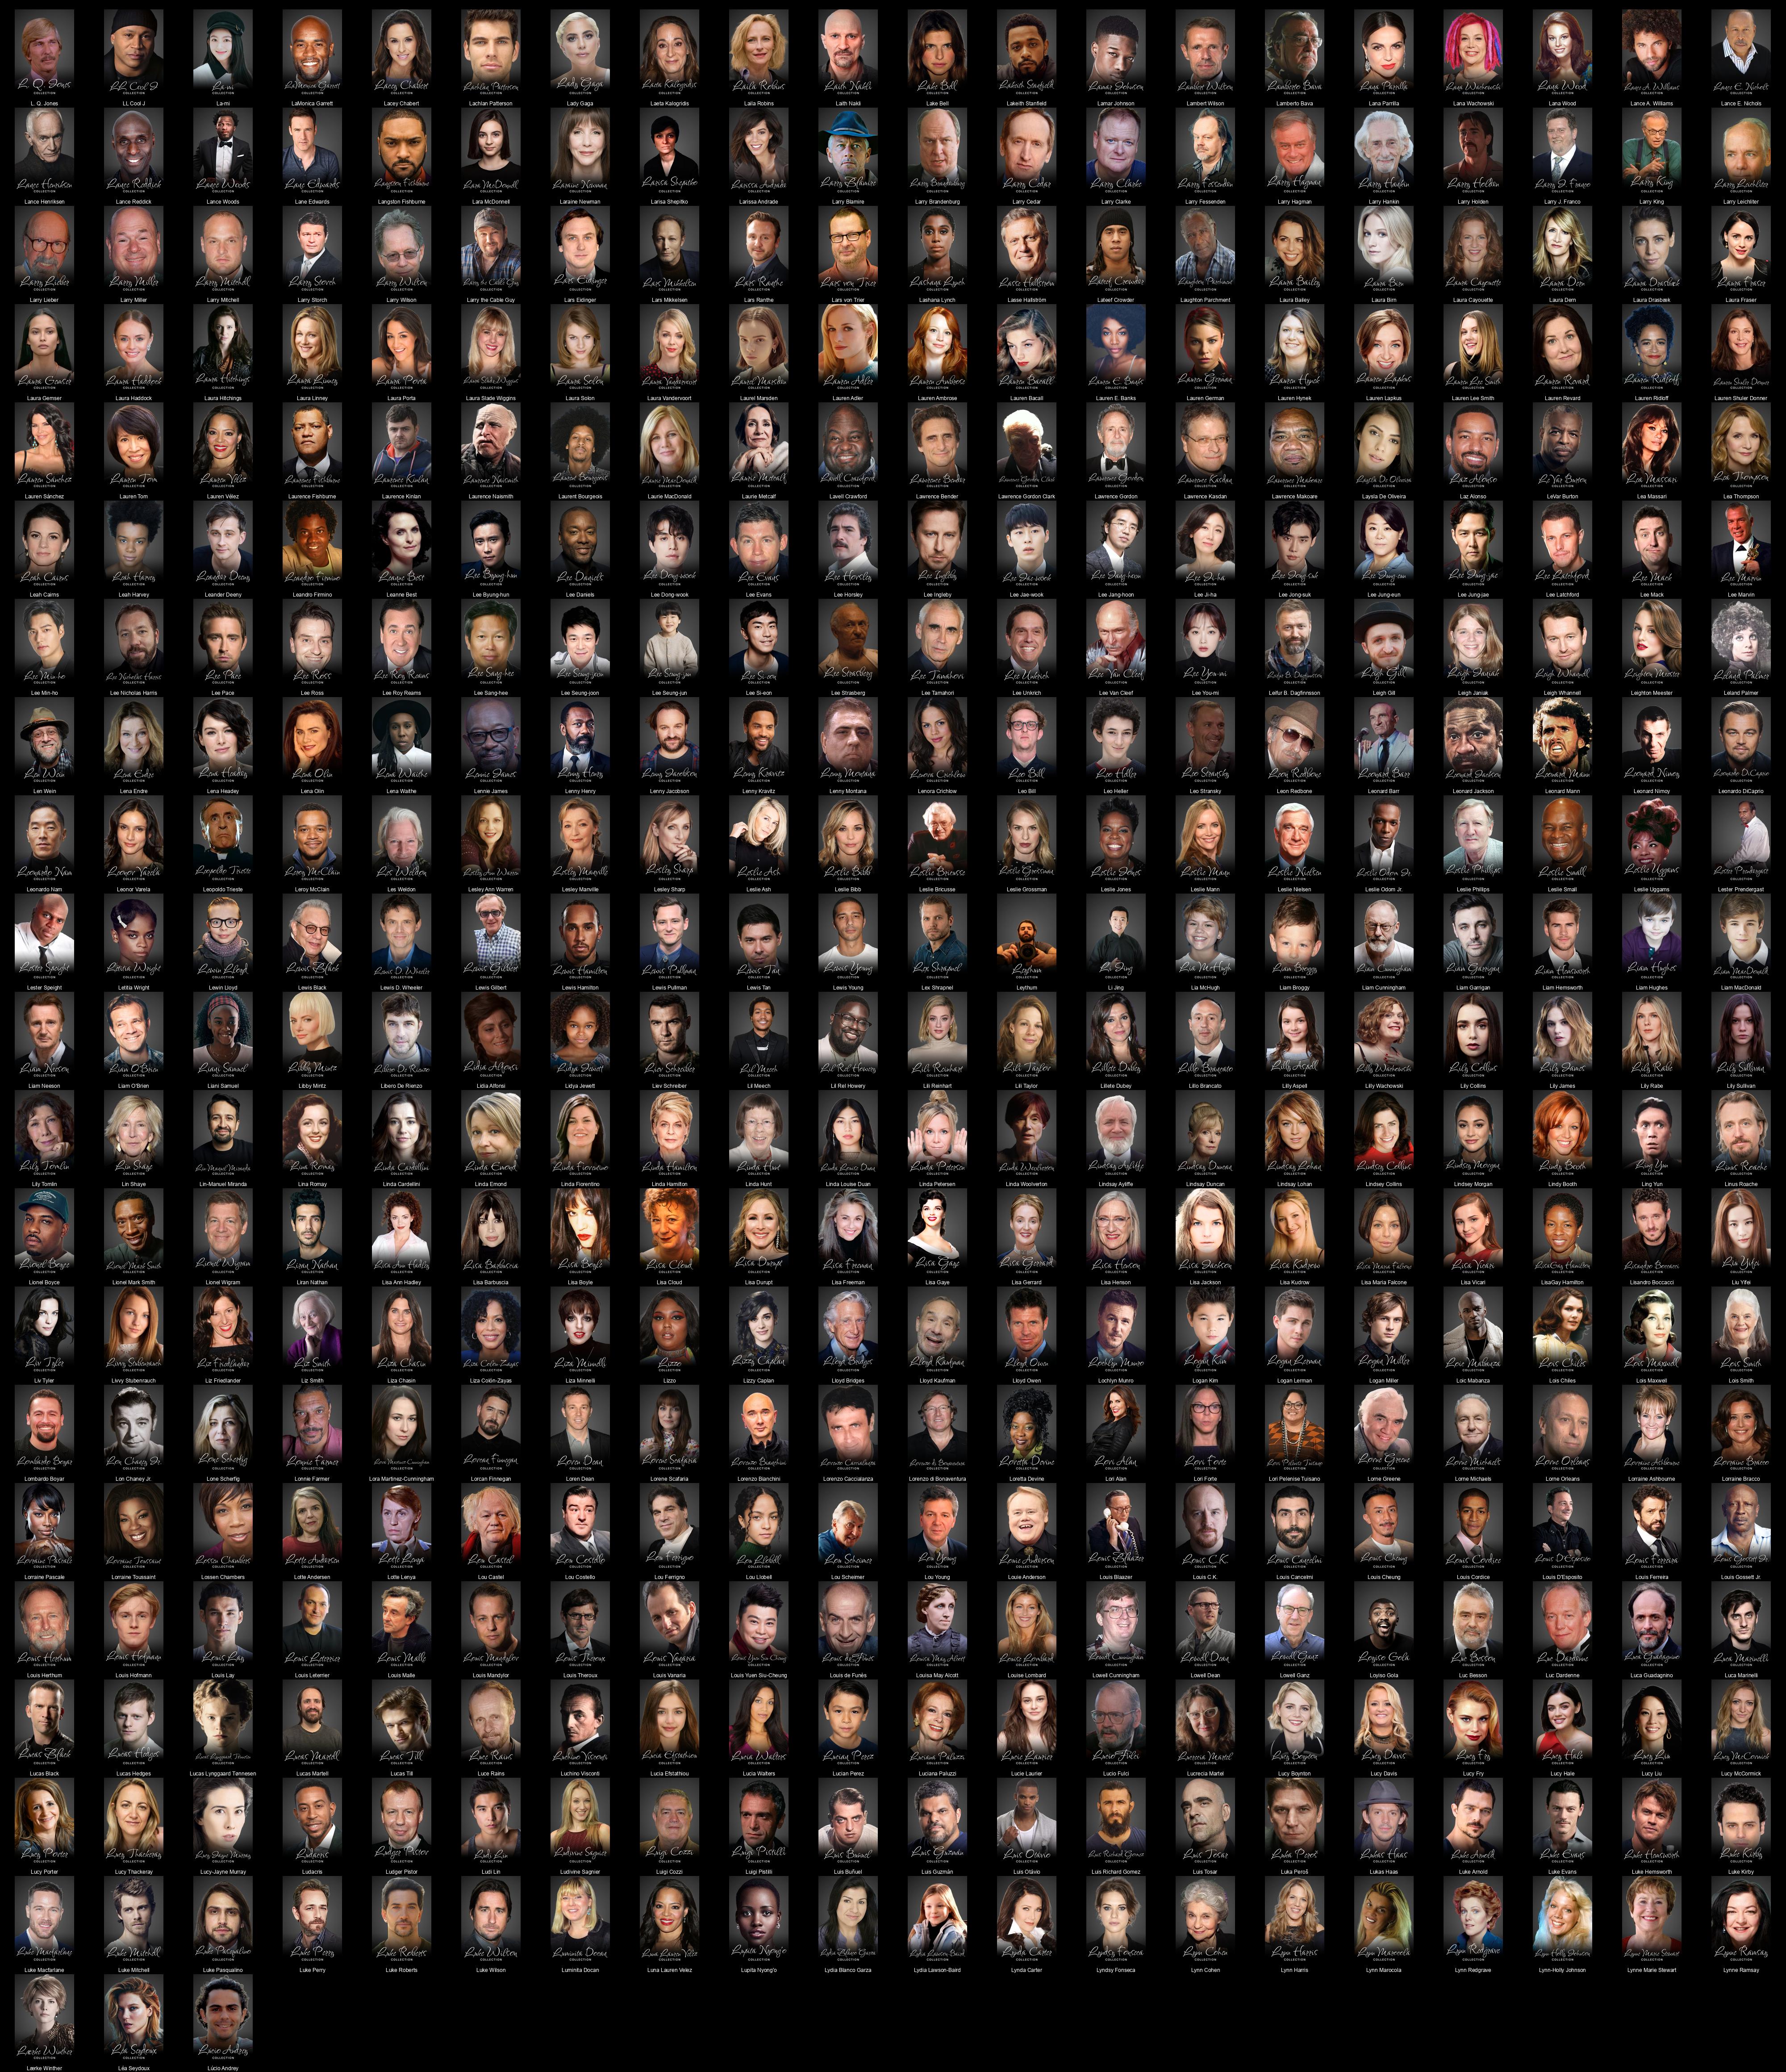 L. Q. Jones LL Cool J La-mi LaMonica Garrett Lacey Chabert Lachlan Patterson Lady Gaga Laeta Kalogridis Laila Robins Laith Nakli Lake Bell Lakeith Stanfield Lamar Johnson Lambert Wilson Lamberto Bava Lana Parrilla Lana Wachowski Lana Wood Lance A. Williams Lance E. Nichols
Lance Henriksen Lance Reddick Lance Woods Lane Edwards Langston Fishburne Lara McDonnell Laraine Newman Larisa Shepitko Larissa Andrade Larry Blamire Larry Brandenburg Larry Cedar Larry Clarke Larry Fessenden Larry Hagman Larry Hankin Larry Holden Larry J. Franco Larry King Larry Leichliter
Larry Lieber Larry Miller Larry Mitchell Larry Storch Larry Wilson Larry the Cable Guy Lars Eidinger Lars Mikkelsen Lars Ranthe Lars von Trier Lashana Lynch Lasse Hallström Lateef Crowder Laughton Parchment Laura Bailey Laura Birn Laura Cayouette Laura Dern Laura Drasbæk Laura Fraser
Laura Gemser Laura Haddock Laura Hitchings Laura Linney Laura Porta Laura Slade Wiggins Laura Solon Laura Vandervoort Laurel Marsden Lauren Adler Lauren Ambrose Lauren Bacall Lauren E. Banks Lauren German Lauren Hynek Lauren Lapkus Lauren Lee Smith Lauren Revard Lauren Ridloff Lauren Shuler Donner
Lauren Sánchez Lauren Tom Lauren Vélez Laurence Fishburne Laurence Kinlan Laurence Naismith Laurent Bourgeois Laurie MacDonald Laurie Metcalf Lavell Crawford Lawrence Bender Lawrence Gordon Clark Lawrence Gordon Lawrence Kasdan Lawrence Makoare Laysla De Oliveira Laz Alonso LeVar Burton Lea Massari Lea Thompson
Leah Cairns Leah Harvey Leander Deeny Leandro Firmino Leanne Best Lee Byung-hun Lee Daniels Lee Dong-wook Lee Evans Lee Horsley Lee Ingleby Lee Jae-wook Lee Jang-hoon Lee Ji-ha Lee Jong-suk Lee Jung-eun Lee Jung-jae Lee Latchford Lee Mack Lee Marvin
Lee Min-ho Lee Nicholas Harris Lee Pace Lee Ross Lee Roy Reams Lee Sang-hee Lee Seung-joon Lee Seung-jun Lee Si-eon Lee Strasberg Lee Tamahori Lee Unkrich Lee Van Cleef Lee You-mi Leifur B. Dagfinnsson Leigh Gill Leigh Janiak Leigh Whannell Leighton Meester Leland Palmer
Len Wein Lena Endre Lena Headey Lena Olin Lena Waithe Lennie James Lenny Henry Lenny Jacobson Lenny Kravitz Lenny Montana Lenora Crichlow Leo Bill Leo Heller Leo Stransky Leon Redbone Leonard Barr Leonard Jackson Leonard Mann Leonard Nimoy Leonardo DiCaprio
Leonardo Nam Leonor Varela Leopoldo Trieste Leroy McClain Les Weldon Lesley Ann Warren Lesley Manville Lesley Sharp Leslie Ash Leslie Bibb Leslie Bricusse Leslie Grossman Leslie Jones Leslie Mann Leslie Nielsen Leslie Odom Jr. Leslie Phillips Leslie Small Leslie Uggams Lester Prendergast
Lester Speight Letitia Wright Lewin Lloyd Lewis Black Lewis D. Wheeler Lewis Gilbert Lewis Hamilton Lewis Pullman Lewis Tan Lewis Young Lex Shrapnel Leythum Li Jing Lia McHugh Liam Broggy Liam Cunningham Liam Garrigan Liam Hemsworth Liam Hughes Liam MacDonald
Liam Neeson Liam O'Brien Liani Samuel Libby Mintz Libero De Rienzo Lidia Alfonsi Lidya Jewett Liev Schreiber Lil Meech Lil Rel Howery Lili Reinhart Lili Taylor Lillete Dubey Lillo Brancato Lilly Aspell Lilly Wachowski Lily Collins Lily James Lily Rabe Lily Sullivan
Lily Tomlin Lin Shaye Lin-Manuel Miranda Lina Romay Linda Cardellini Linda Emond Linda Fiorentino Linda Hamilton Linda Hunt Linda Louise Duan Linda Petersen Linda Woolverton Lindsay Ayliffe Lindsay Duncan Lindsay Lohan Lindsey Collins Lindsey Morgan Lindy Booth Ling Yun Linus Roache
Lionel Boyce Lionel Mark Smith Lionel Wigram Liran Nathan Lisa Ann Hadley Lisa Barbuscia Lisa Boyle Lisa Cloud Lisa Durupt Lisa Freeman Lisa Gaye Lisa Gerrard Lisa Henson Lisa Jackson Lisa Kudrow Lisa Maria Falcone Lisa Vicari LisaGay Hamilton Lisandro Boccacci Liu Yifei
Liv Tyler Livvy Stubenrauch Liz Friedlander Liz Smith Liza Chasin Liza Colón-Zayas Liza Minnelli Lizzo Lizzy Caplan Lloyd Bridges Lloyd Kaufman Lloyd Owen Lochlyn Munro Logan Kim Logan Lerman Logan Miller Loïc Mabanza Lois Chiles Lois Maxwell Lois Smith
Lombardo Boyar Lon Chaney Jr. Lone Scherfig Lonnie Farmer Lora Martinez-Cunningham Lorcan Finnegan Loren Dean Lorene Scafaria Lorenzo Bianchini Lorenzo Caccialanza Lorenzo di Bonaventura Loretta Devine Lori Alan Lori Forte Lori Pelenise Tuisano Lorne Greene Lorne Michaels Lorne Orleans Lorraine Ashbourne Lorraine Bracco
Lorraine Pascale Lorraine Toussaint Lossen Chambers Lotte Andersen Lotte Lenya Lou Castel Lou Costello Lou Ferrigno Lou Llobell Lou Scheimer Lou Young Louie Anderson Louis Blaazer Louis C.K. Louis Cancelmi Louis Cheung Louis Cordice Louis D'Esposito Louis Ferreira Louis Gossett Jr.
Louis Herthum Louis Hofmann Louis Lay Louis Leterrier Louis Malle Louis Mandylor Louis Theroux Louis Vanaria Louis Yuen Siu-Cheung Louis de Funès Louisa May Alcott Louise Lombard Lowell Cunningham Lowell Dean Lowell Ganz Loyiso Gola Luc Besson Luc Dardenne Luca Guadagnino Luca Marinelli
Lucas Black Lucas Hedges Lucas Lynggaard Tønnesen Lucas Martell Lucas Till Luce Rains Luchino Visconti Lucia Efstathiou Lucia Walters Lucian Perez Luciana Paluzzi Lucie Laurier Lucio Fulci Lucrecia Martel Lucy Boynton Lucy Davis Lucy Fry Lucy Hale Lucy Liu Lucy McCormick
Lucy Porter Lucy Thackeray Lucy-Jayne Murray Ludacris Ludger Pistor Ludi Lin Ludivine Sagnier Luigi Cozzi Luigi Pistilli Luis Buñuel Luis Guzmán Luis Otávio Luis Richard Gomez Luis Tosar Luka Peroš Lukas Haas Luke Arnold Luke Evans Luke Hemsworth Luke Kirby
Luke Macfarlane Luke Mitchell Luke Pasqualino Luke Perry Luke Roberts Luke Wilson Luminita Docan Luna Lauren Velez Lupita Nyong'o Lydia Blanco Garza Lydia Lawson-Baird Lynda Carter Lyndsy Fonseca Lynn Cohen Lynn Harris Lynn Marocola Lynn Redgrave Lynn-Holly Johnson Lynne Marie Stewart Lynne Ramsay
Lærke Winther Léa Seydoux Lúcio Andrey